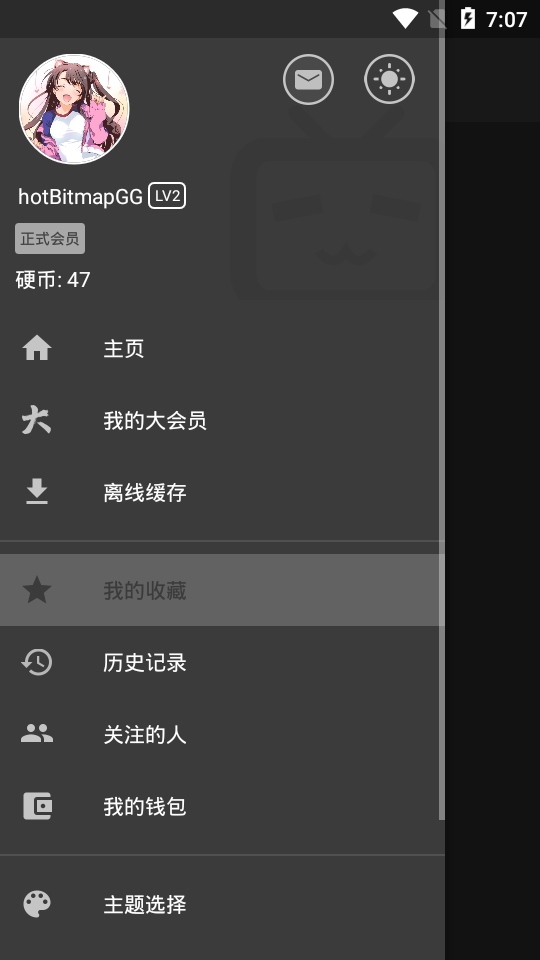 7:07
hotBitmapGG LV2
正式会员
硬币: 47
主页
我的大会员
离线缓存
我的收藏
历史记录
关注的人
我的钱包
主题选择